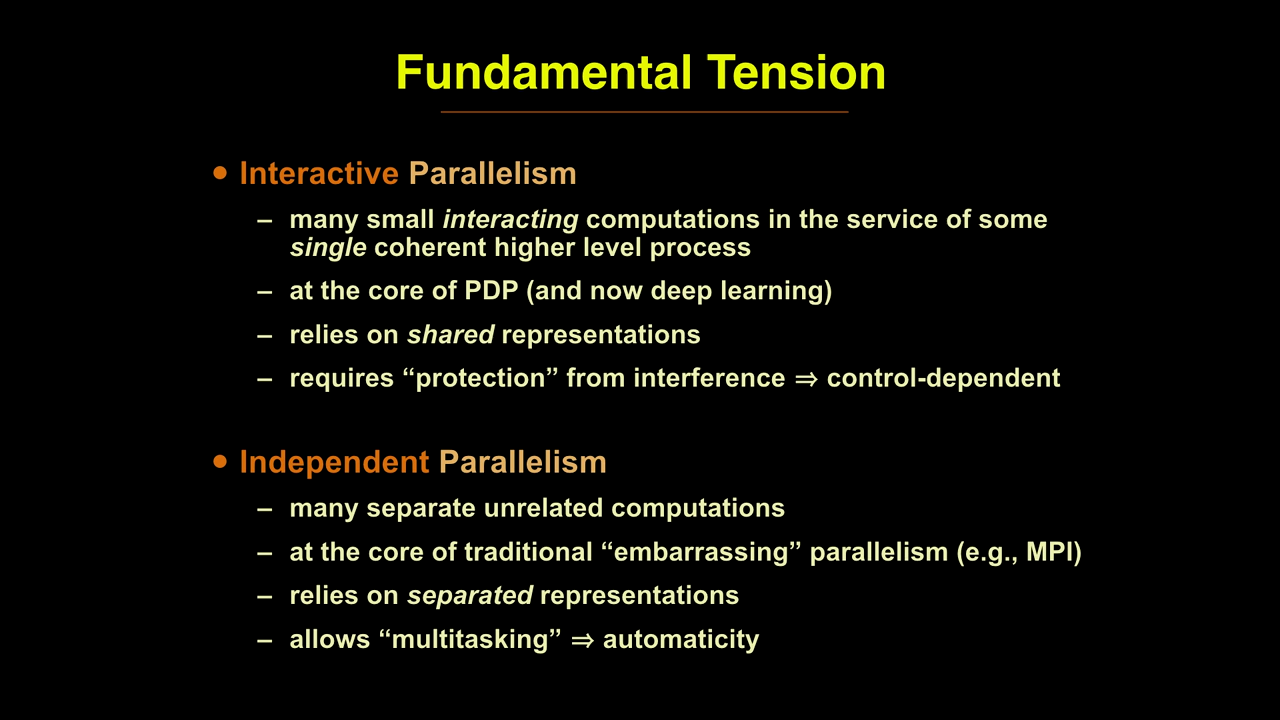 Fundamental Tension
• Interactive Parallelism
– many small interacting computations in the service of some
single coherent higher level process
– at the core of PDP (and now deep learning)
– relies on shared representations
– requires “protection” from interference ⇒ control-dependent
• Independent Parallelism
– many separate unrelated computations
– at the core of traditional “embarrassing” parallelism (e.g., MPI)
– relies on separated representations
– allows “multitasking” ⇒ automaticity